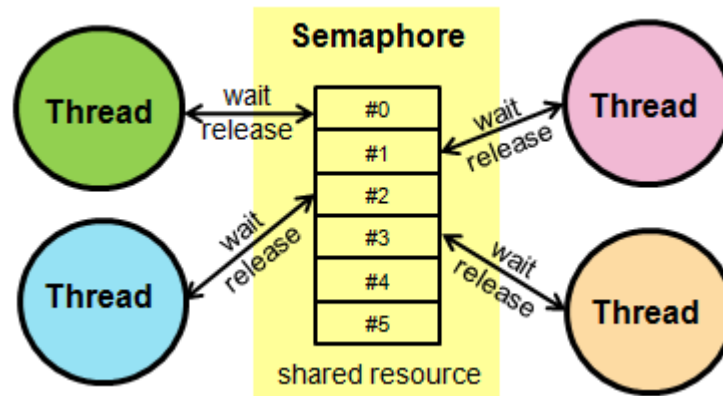 Semaphore
Thread
wait
release
#0
#1
#2
#3
#4
#5
wait
release
Thread
Thread
wait
release
wait
release
Thread
shared resource